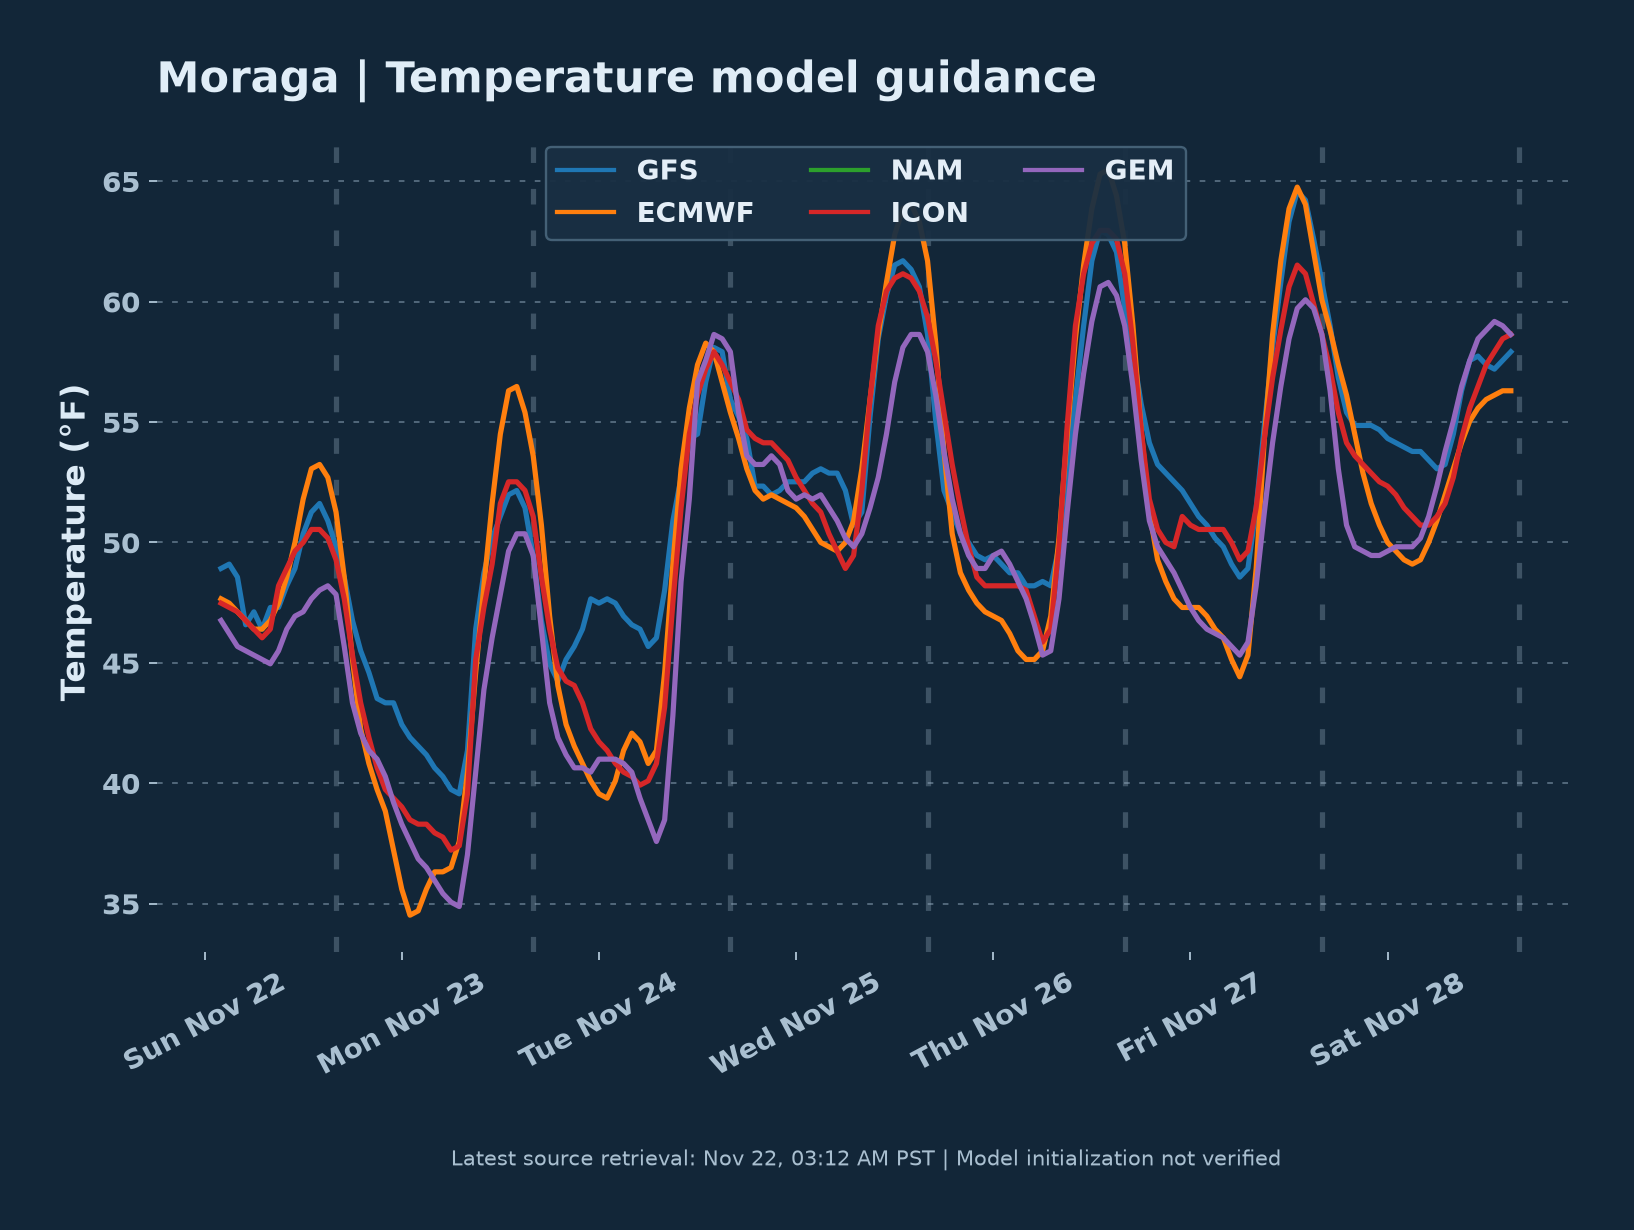 Moraga | Temperature model guidance
GFS NAM GEM
ECMWF ICON
65
60
55
50
45
40
35
Temperature (°F)
Sun Nov 22
Mon Nov 23
Tue Nov 24
Wed Nov 25
Thu Nov 26
Fri Nov 27
Sat Nov 28
Latest source retrieval: Nov 22, 03:12 AM PST | Model initialization not verified